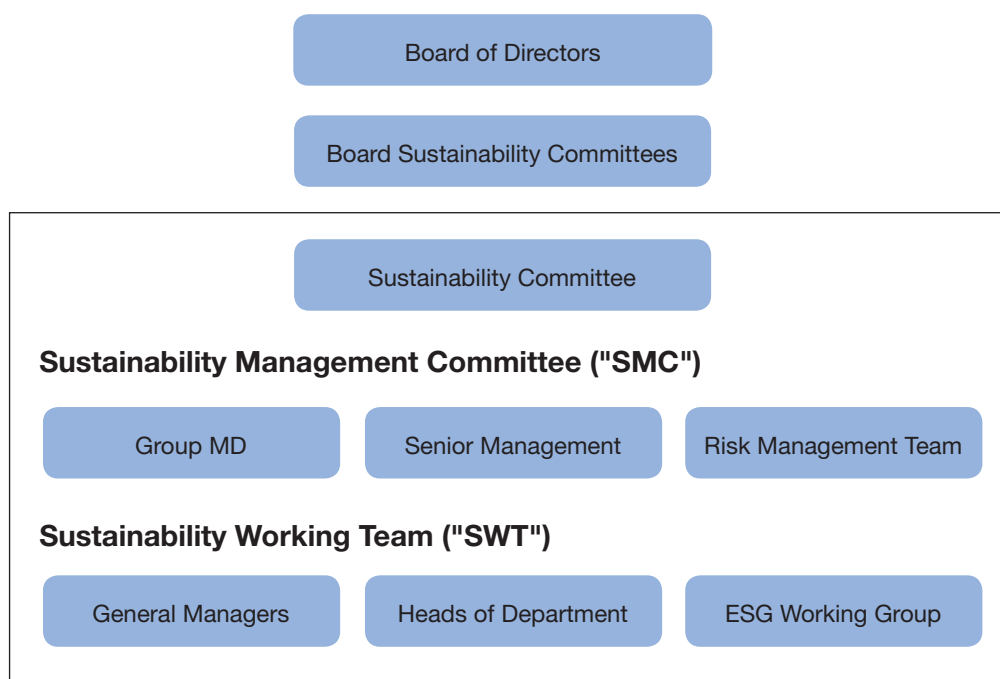 Board of Directors
Board Sustainability Committees
Sustainability Committee
Sustainability Management Committee ("SMC")
Group MD
Senior Management
Risk Management Team
Sustainability Working Team ("SWT")
General Managers
Heads of Department
ESG Working Group